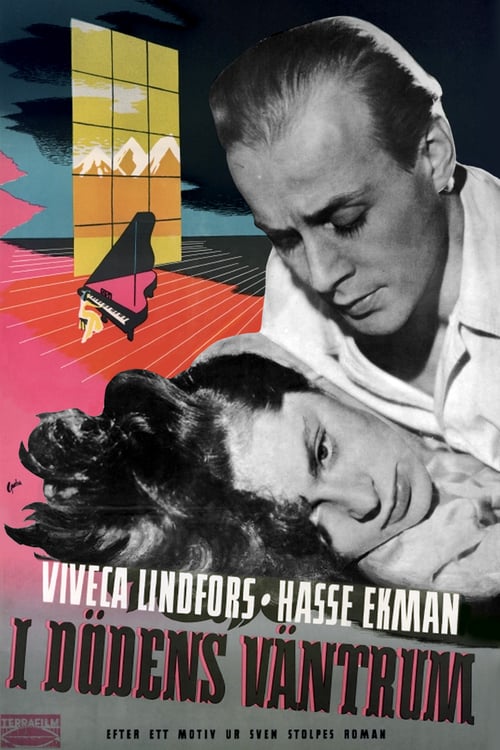 VIVECA LINDFORS · HASSE EKMAN
I DÖDENS VÄNTRUM
TERRAFILM
EFTER ETT MOTIV UR SVEN STOLPES ROMAN